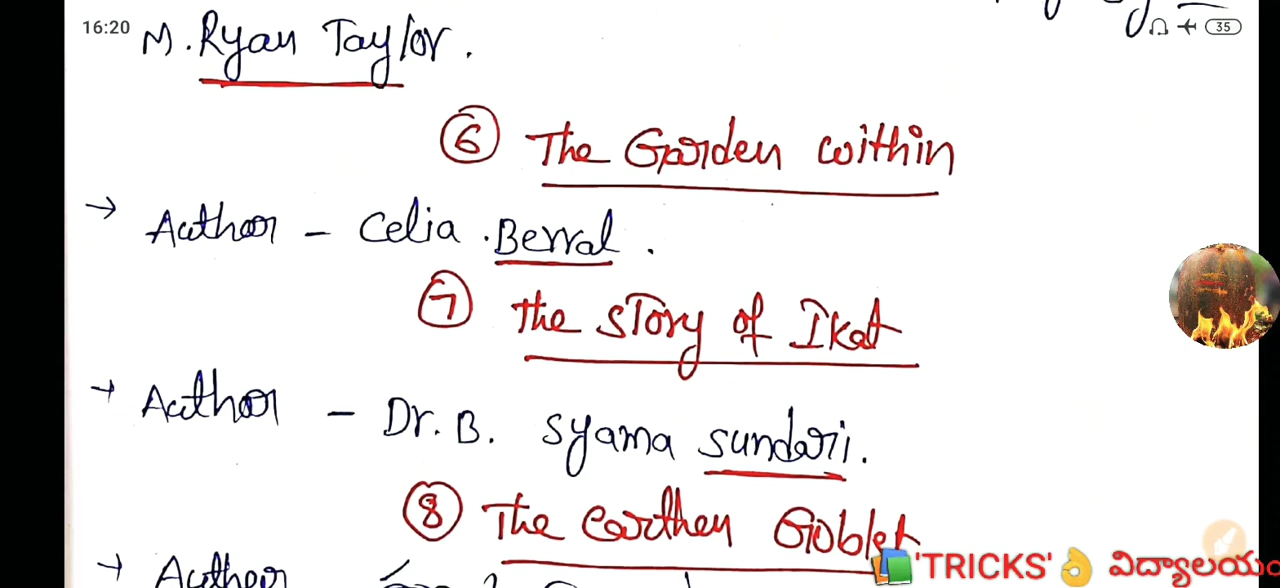 16:20
35
M. Ryan Taylor.
6 The Garden within
→ Author - Celia Berral.
7 the story of Ikat
→ Author - Dr. B. Syama sundari.
8 The Earthen Goblet
→ Author
'TRICKS'👌 విద్యాలయం